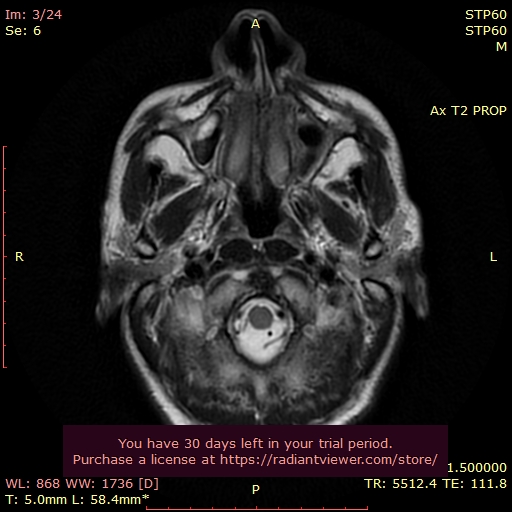 Im: 3/24
Se: 6
A
STP60
STP60
M
Ax T2 PROP
R
L
You have 30 days left in your trial period.
Purchase a license at https://radiantviewer.com/store/
1.500000
WL: 868 WW: 1736 [D]
TR: 5512.4 TE: 111.8
T: 5.0mm L: 58.4mm*
P